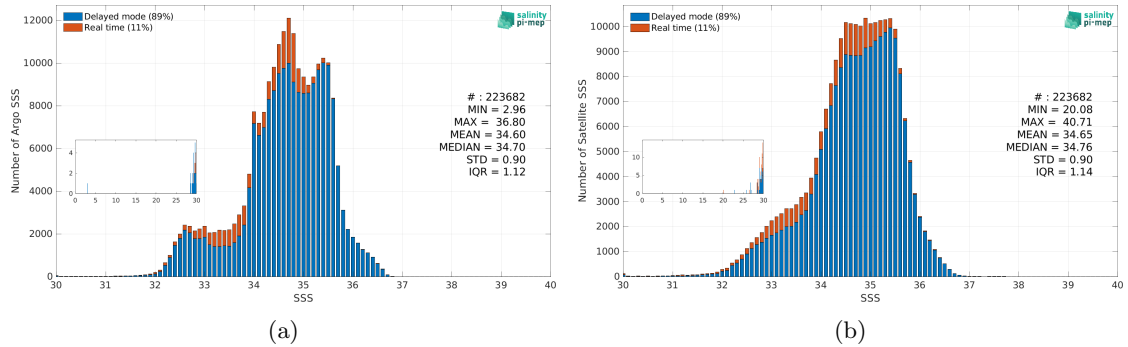 Delayed mode (89%)
Real time (11%)
salinity
pi-mep
Number of Argo SSS
12000
10000
8000
6000
4000
2000
0
# : 223682
MIN = 2.96
MAX = 36.80
MEAN = 34.60
MEDIAN = 34.70
STD = 0.90
IQR = 1.12
4
2
0
0 5 10 15 20 25 30
30 31 32 33 34 35 36 37 38 39 40
SSS
(a)
Delayed mode (89%)
Real time (11%)
salinity
pi-mep
Number of Satellite SSS
10000
9000
8000
7000
6000
5000
4000
3000
2000
1000
0
# : 223682
MIN = 20.08
MAX = 40.71
MEAN = 34.65
MEDIAN = 34.76
STD = 0.90
IQR = 1.14
10
5
0
0 5 10 15 20 25 30
30 31 32 33 34 35 36 37 38 39 40
SSS
(b)